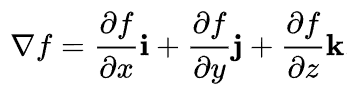 ∇f = ∂f/∂x i + ∂f/∂y j + ∂f/∂z k